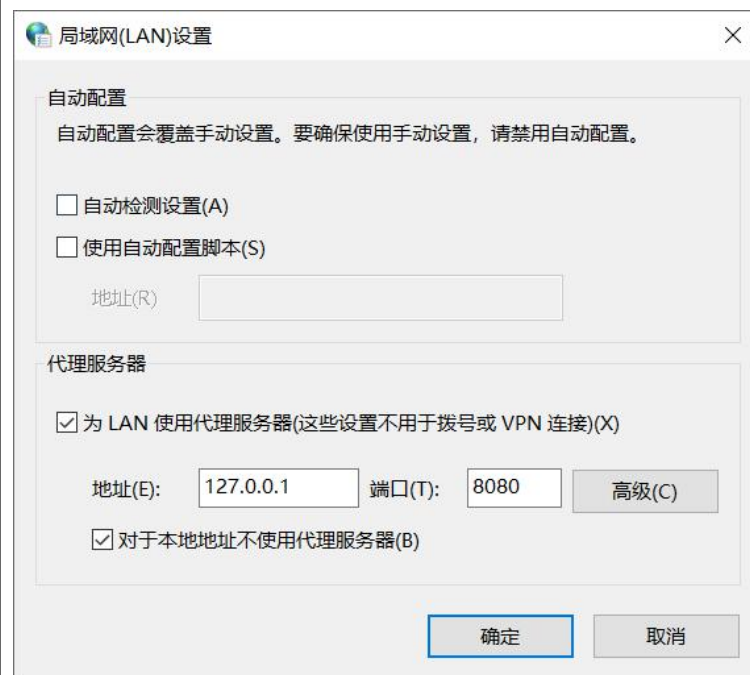 局域网(LAN)设置
自动配置
自动配置会覆盖手动设置。要确保使用手动设置，请禁用自动配置。
自动检测设置(A)
使用自动配置脚本(S)
地址(R)
代理服务器
为 LAN 使用代理服务器(这些设置不用于拨号或 VPN 连接)(X)
地址(E): 127.0.0.1 端口(T): 8080 高级(C)
对于本地地址不使用代理服务器(B)
确定 取消